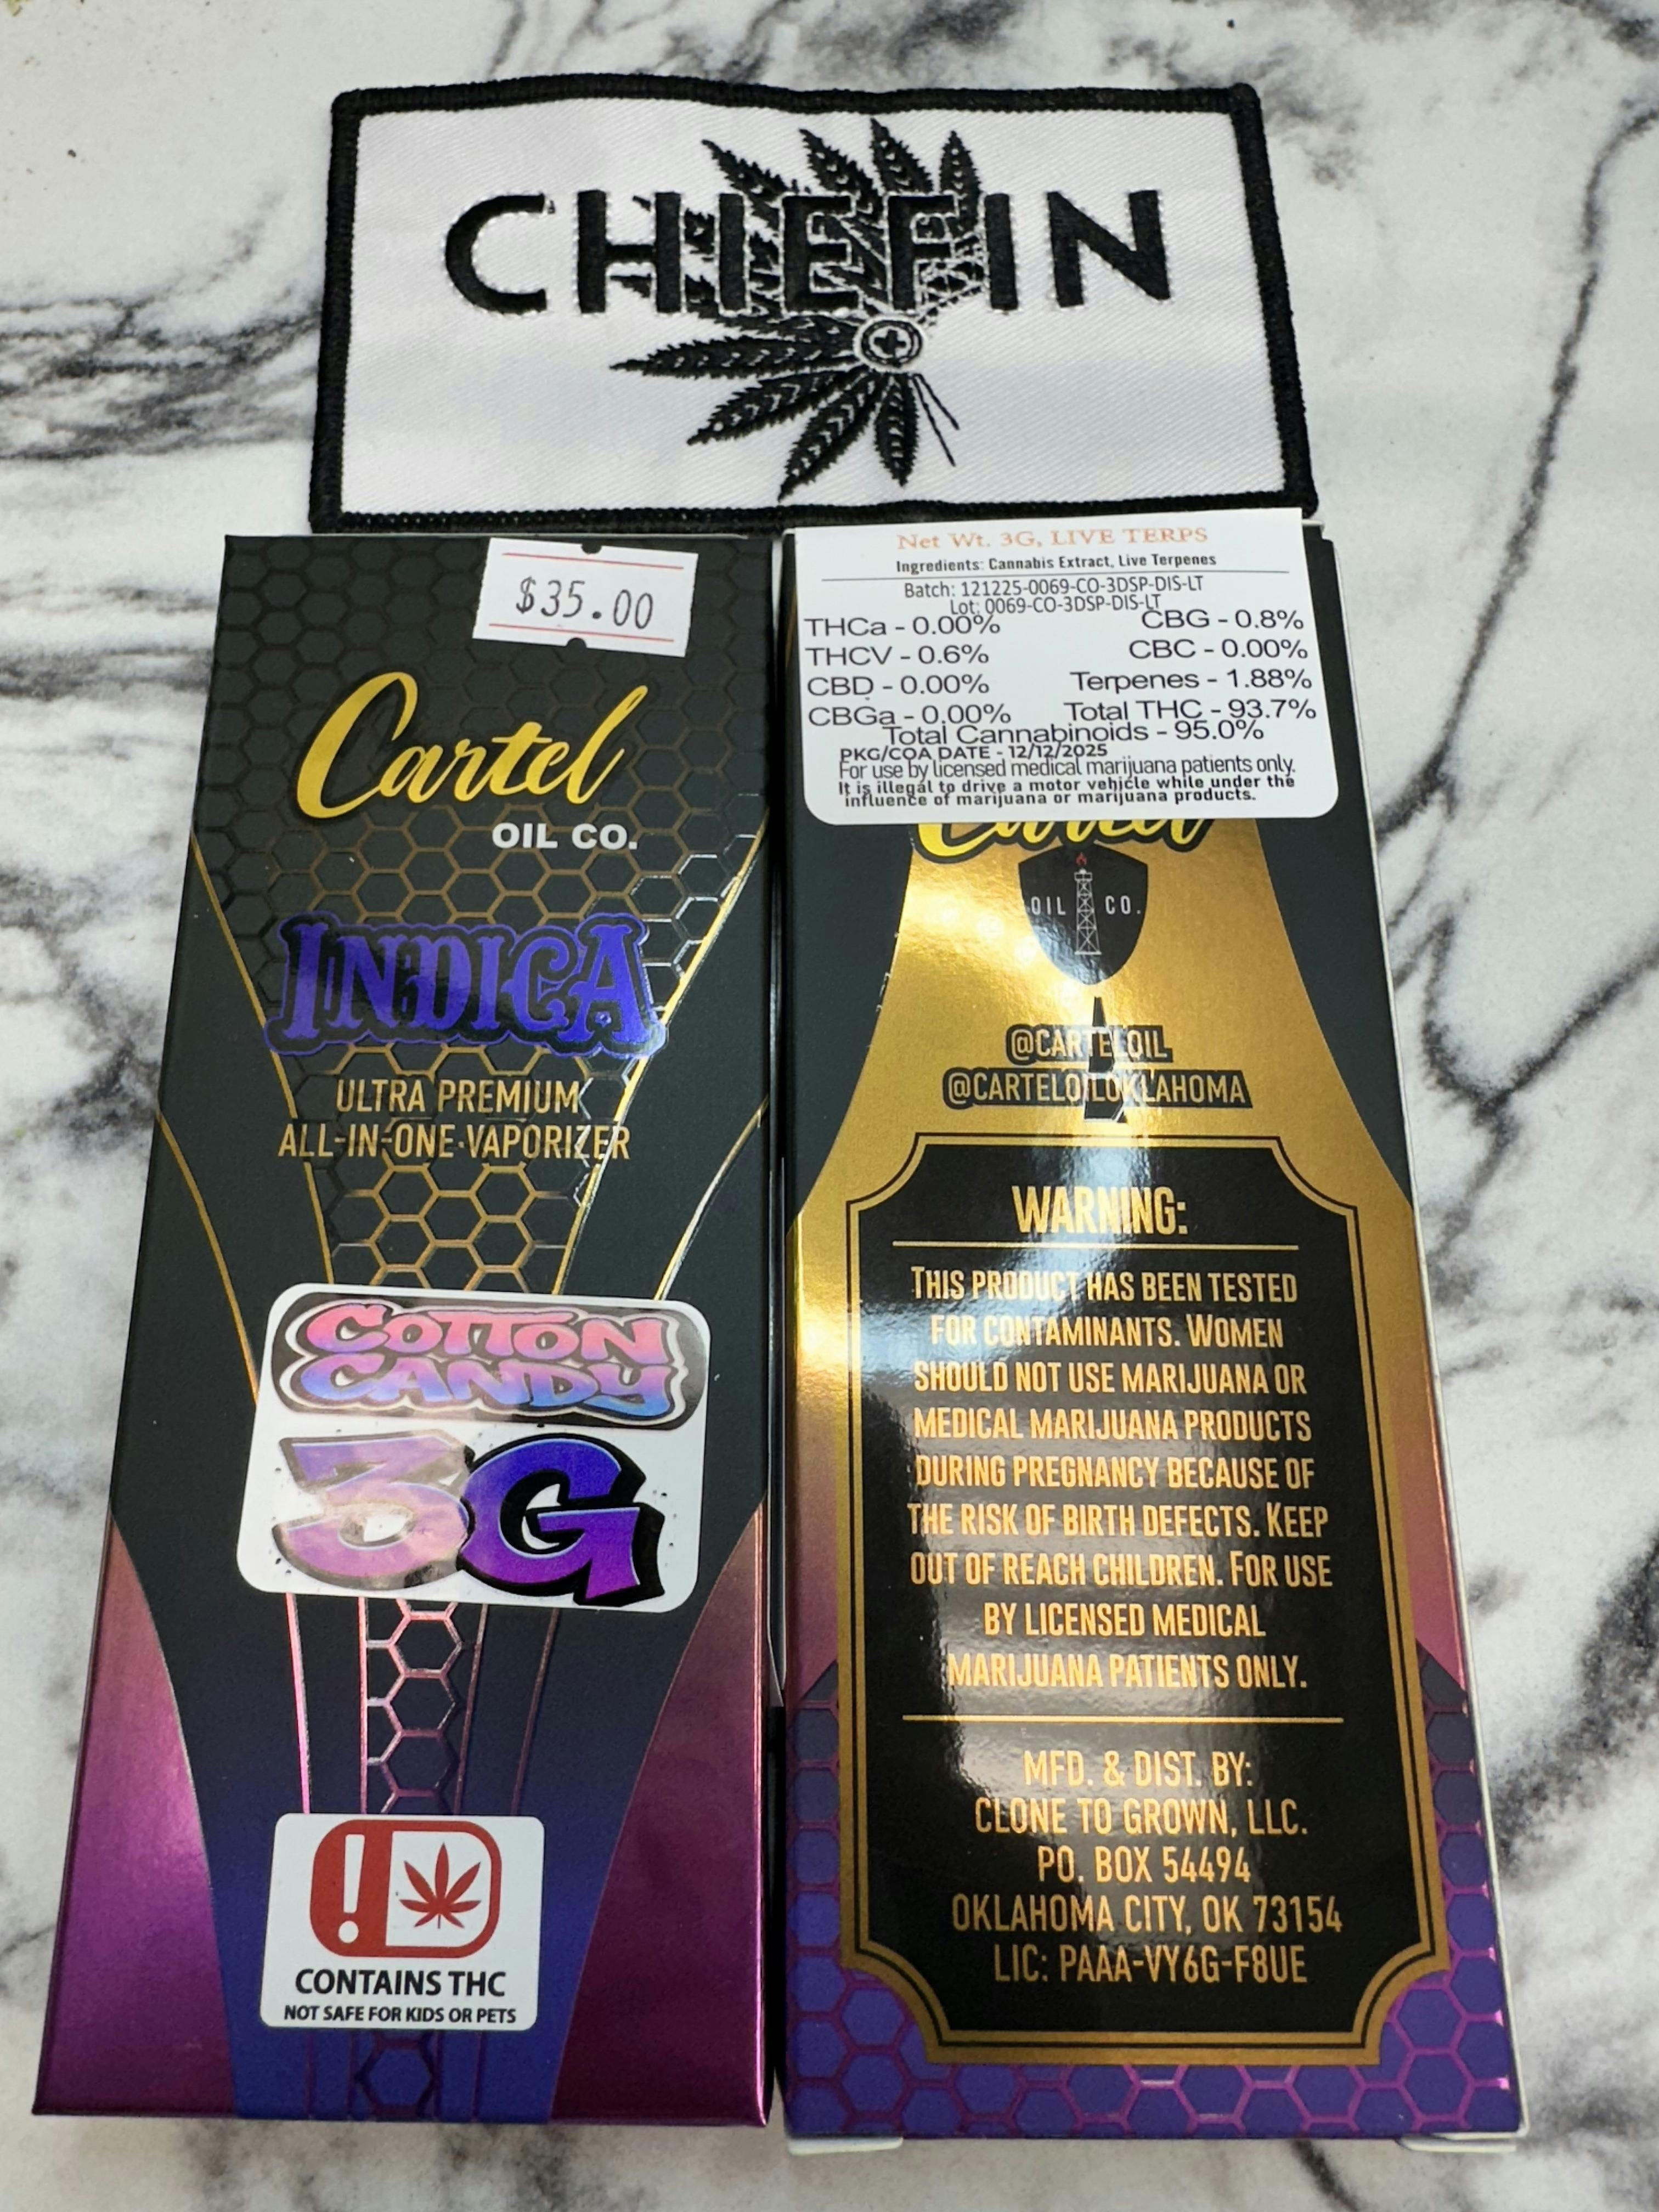 CHIEFIN
$35.00
Cartel
OIL CO.
INDICA
ULTRA PREMIUM
ALL-IN-ONE VAPORIZER
COTTON
CANDY
3G
!
CONTAINS THC
NOT SAFE FOR KIDS OR PETS
Net Wt. 3G, LIVE TERPS
Ingredients: Cannabis Extract, Live Terpenes
Batch: 121225-0069-CO-3DSP-DIS-LT
Lot: 0069-CO-3DSP-DIS-LT
THCa - 0.00% CBG - 0.8%
THCV - 0.6% CBC - 0.00%
CBD - 0.00% Terpenes - 1.88%
CBGa - 0.00% Total THC - 93.7%
Total Cannabinoids - 95.0%
PKG/COA DATE - 12/12/2025
For use by licensed medical marijuana patients only.
It is illegal to drive a motor vehicle while under the
influence of marijuana or marijuana products.
Cartel
OIL CO.
@CARTELOIL
@CARTELOILOKLAHOMA
WARNING:
THIS PRODUCT HAS BEEN TESTED
FOR CONTAMINANTS. WOMEN
SHOULD NOT USE MARIJUANA OR
MEDICAL MARIJUANA PRODUCTS
DURING PREGNANCY BECAUSE OF
THE RISK OF BIRTH DEFECTS. KEEP
OUT OF REACH CHILDREN. FOR USE
BY LICENSED MEDICAL
MARIJUANA PATIENTS ONLY.
MFD. & DIST. BY:
CLONE TO GROWN, LLC.
PO. BOX 54494
OKLAHOMA CITY, OK 73154
LIC: PAAA-VY6G-F8UE